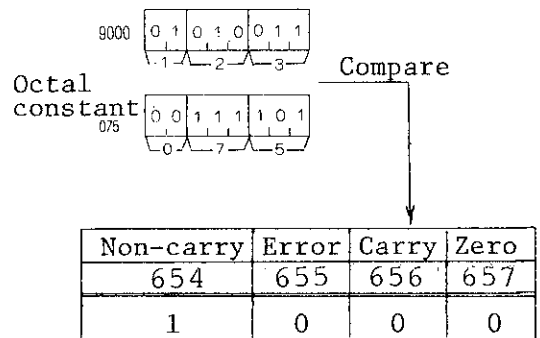 9000 0 1 0 1 0 0 1 1
1 2 3
Compare
Octal
constant
075 0 0 1 1 1 1 0 1
0 7 5
Non-carry Error Carry Zero
654 655 656 657
1 0 0 0